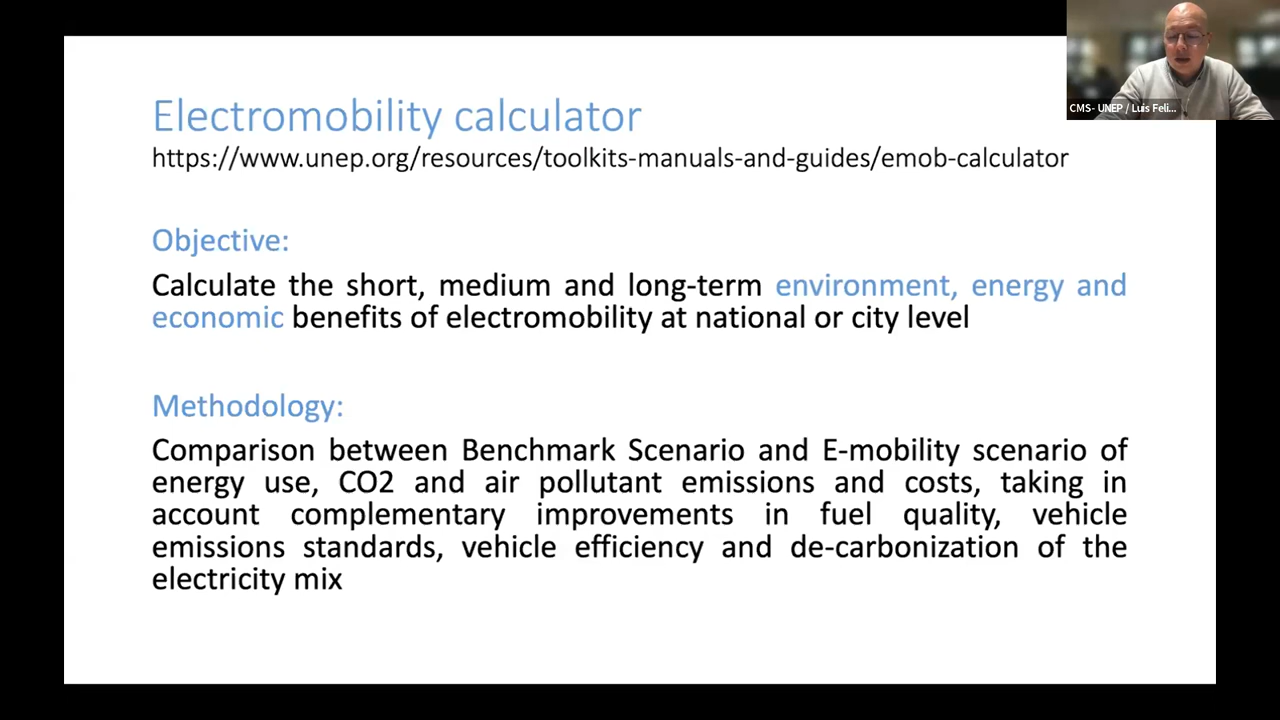 CMS- UNEP / Luis Feli...
Electromobility calculator
https://www.unep.org/resources/toolkits-manuals-and-guides/emob-calculator
Objective:
Calculate the short, medium and long-term environment, energy and
economic benefits of electromobility at national or city level
Methodology:
Comparison between Benchmark Scenario and E-mobility scenario of
energy use, CO2 and air pollutant emissions and costs, taking in
account complementary improvements in fuel quality, vehicle
emissions standards, vehicle efficiency and de-carbonization of the
electricity mix